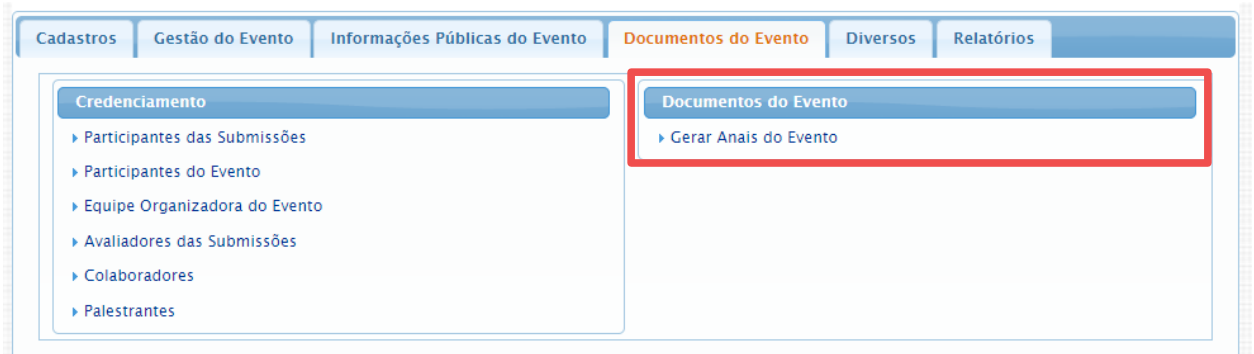 Cadastros Gestão do Evento Informações Públicas do Evento Documentos do Evento Diversos Relatórios
Credenciamento
Participantes das Submissões
Participantes do Evento
Equipe Organizadora do Evento
Avaliadores das Submissões
Colaboradores
Palestrantes
Documentos do Evento
Gerar Anais do Evento